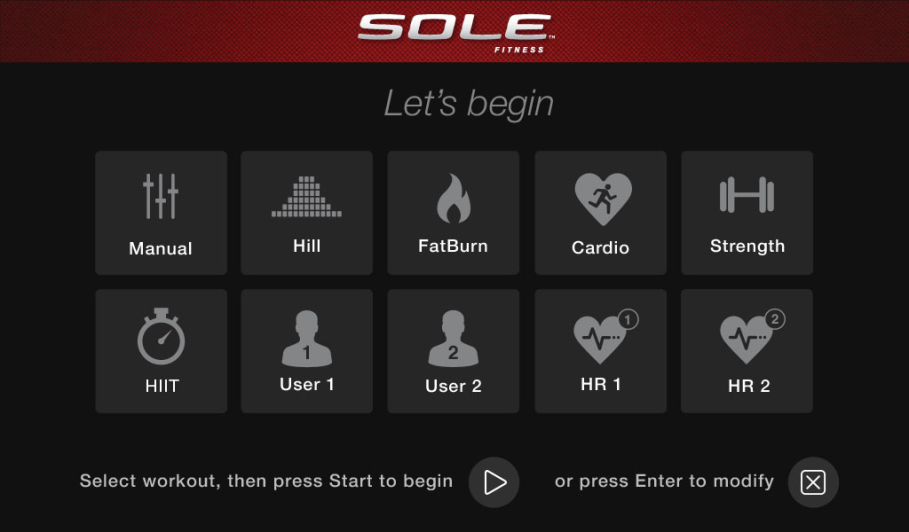 SOLE™
FITNESS
Let's begin
Manual
Hill
FatBurn
Cardio
Strength
HIIT
1
User 1
2
User 2
1
HR 1
2
HR 2
Select workout, then press Start to begin
or press Enter to modify